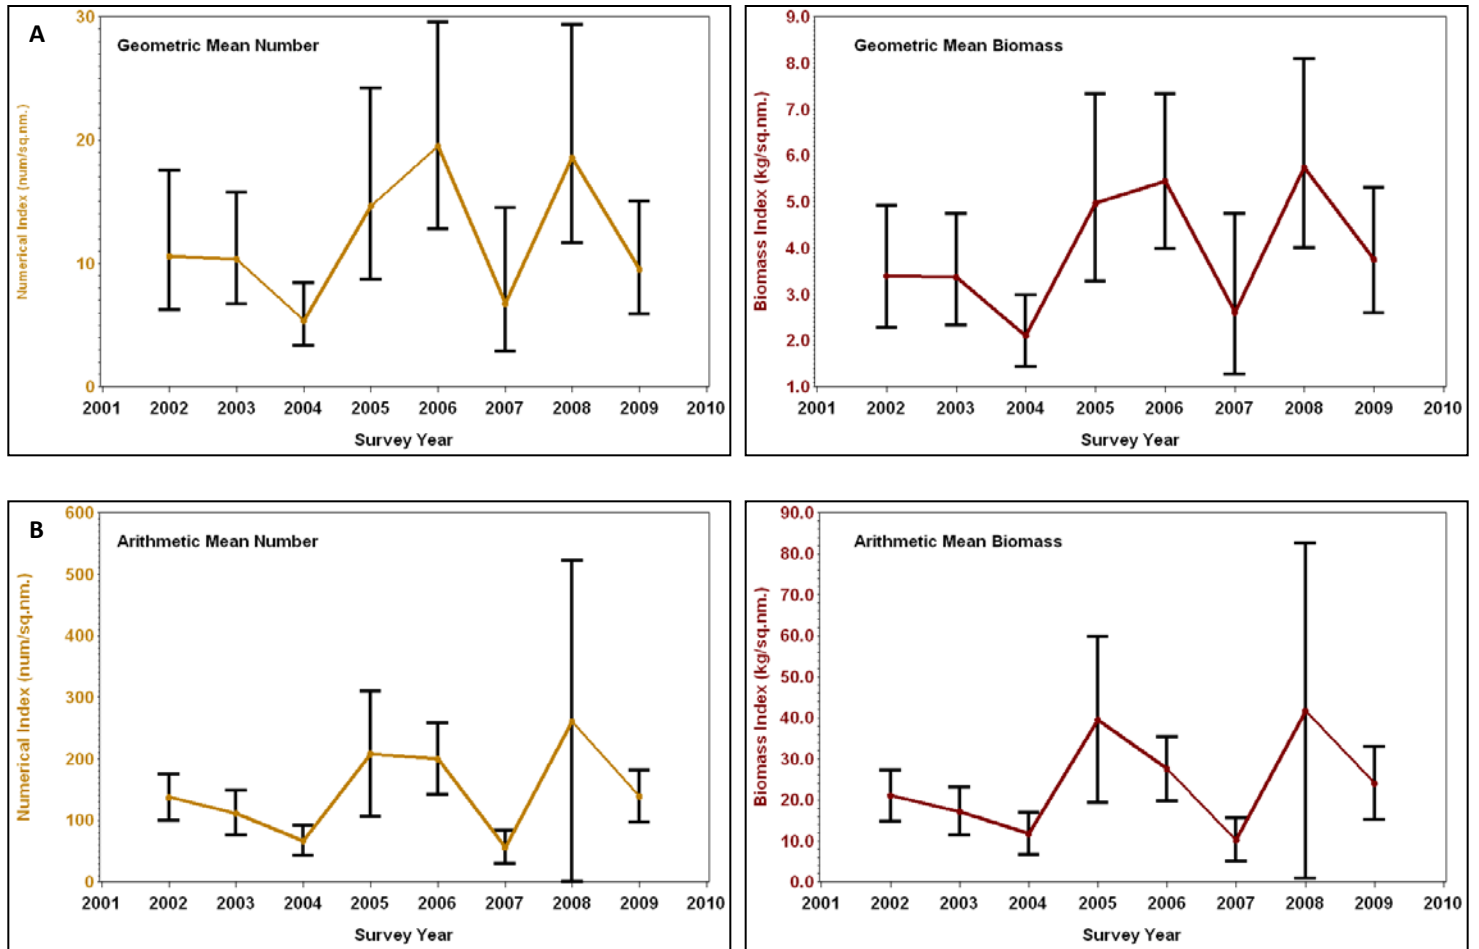 A
Geometric Mean Number
Numerical Index (num/sq.nm.)
30
20
10
0
2001 2002 2003 2004 2005 2006 2007 2008 2009 2010
Survey Year
Geometric Mean Biomass
Biomass Index (kg/sq.nm.)
9.0
8.0
7.0
6.0
5.0
4.0
3.0
2.0
1.0
2001 2002 2003 2004 2005 2006 2007 2008 2009 2010
Survey Year
B
Arithmetic Mean Number
Numerical Index (num/sq.nm.)
600
500
400
300
200
100
0
2001 2002 2003 2004 2005 2006 2007 2008 2009 2010
Survey Year
Arithmetic Mean Biomass
Biomass Index (kg/sq.nm.)
90.0
80.0
70.0
60.0
50.0
40.0
30.0
20.0
10.0
0.0
2001 2002 2003 2004 2005 2006 2007 2008 2009 2010
Survey Year